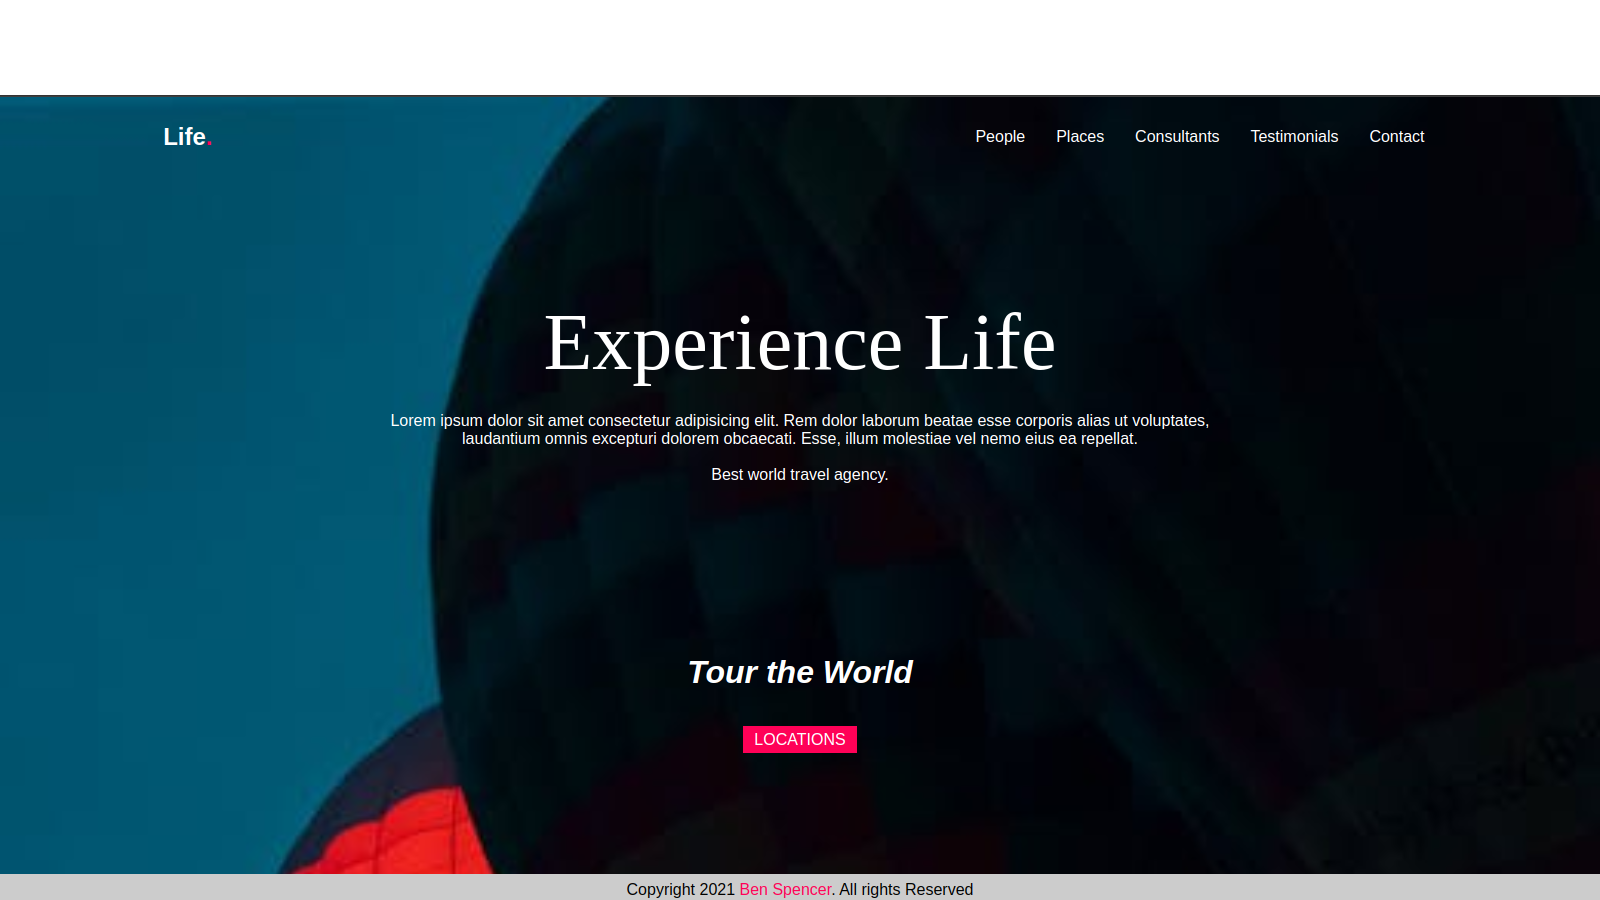 Life.
People Places Consultants Testimonials Contact
Experience Life
Lorem ipsum dolor sit amet consectetur adipisicing elit. Rem dolor laborum beatae esse corporis alias ut voluptates,
laudantium omnis excepturi dolorem obcaecati. Esse, illum molestiae vel nemo eius ea repellat.
Best world travel agency.
Tour the World
LOCATIONS
Copyright 2021 Ben Spencer. All rights Reserved